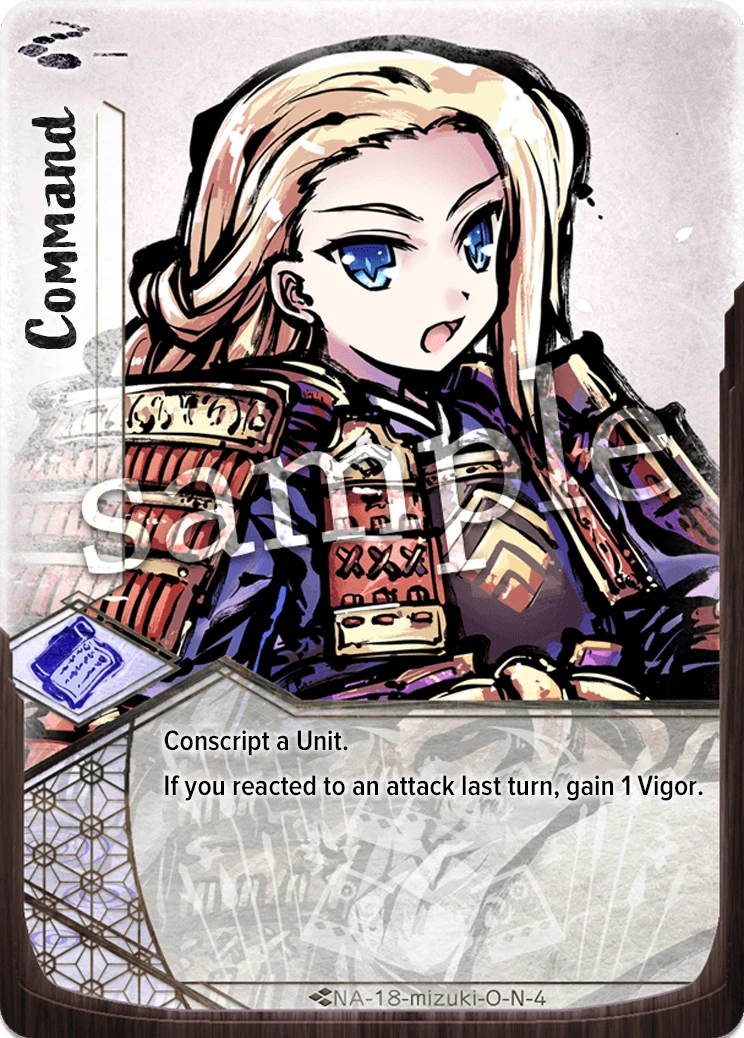 Command
sample
Conscript a Unit.
If you reacted to an attack last turn, gain 1 Vigor.
NA-18-mizuki-O-N-4